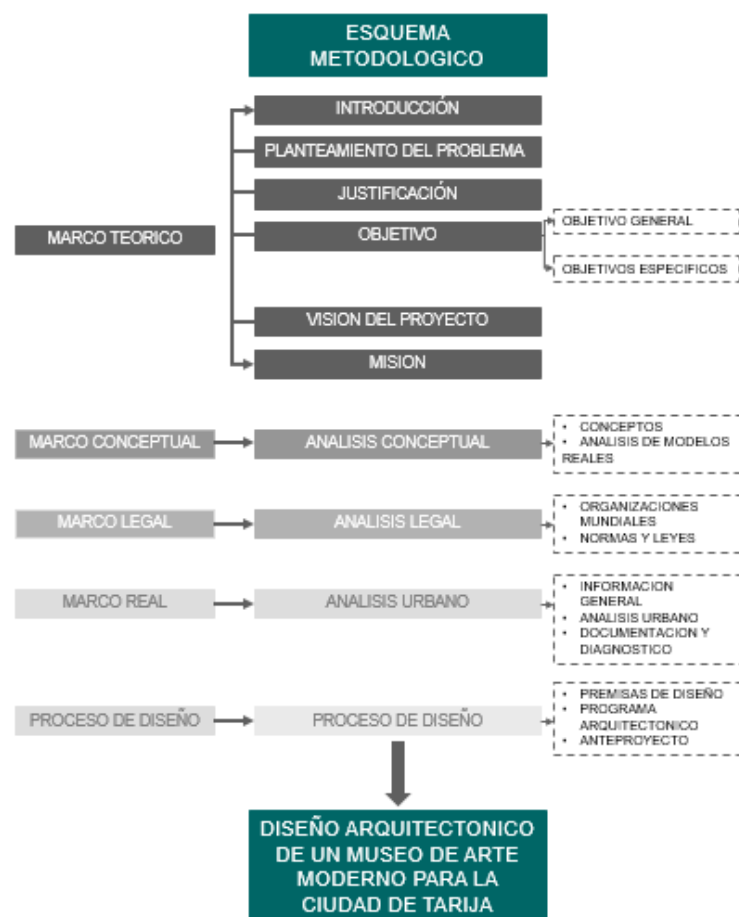 ESQUEMA
METODOLOGICO
INTRODUCCIÓN
PLANTEAMIENTO DEL PROBLEMA
JUSTIFICACIÓN
MARCO TEORICO
OBJETIVO
OBJETIVO GENERAL
OBJETIVOS ESPECIFICOS
VISION DEL PROYECTO
MISION
MARCO CONCEPTUAL
ANALISIS CONCEPTUAL
• CONCEPTOS
• ANALISIS DE MODELOS
REALES
MARCO LEGAL
ANALISIS LEGAL
• ORGANIZACIONES
MUNDIALES
• NORMAS Y LEYES
MARCO REAL
ANALISIS URBANO
• INFORMACION
GENERAL
• ANALISIS URBANO
• DOCUMENTACION Y
DIAGNOSTICO
PROCESO DE DISEÑO
PROCESO DE DISEÑO
• PREMISAS DE DISEÑO
• PROGRAMA
ARQUITECTONICO
• ANTEPROYECTO
DISEÑO ARQUITECTONICO
DE UN MUSEO DE ARTE
MODERNO PARA LA
CIUDAD DE TARIJA